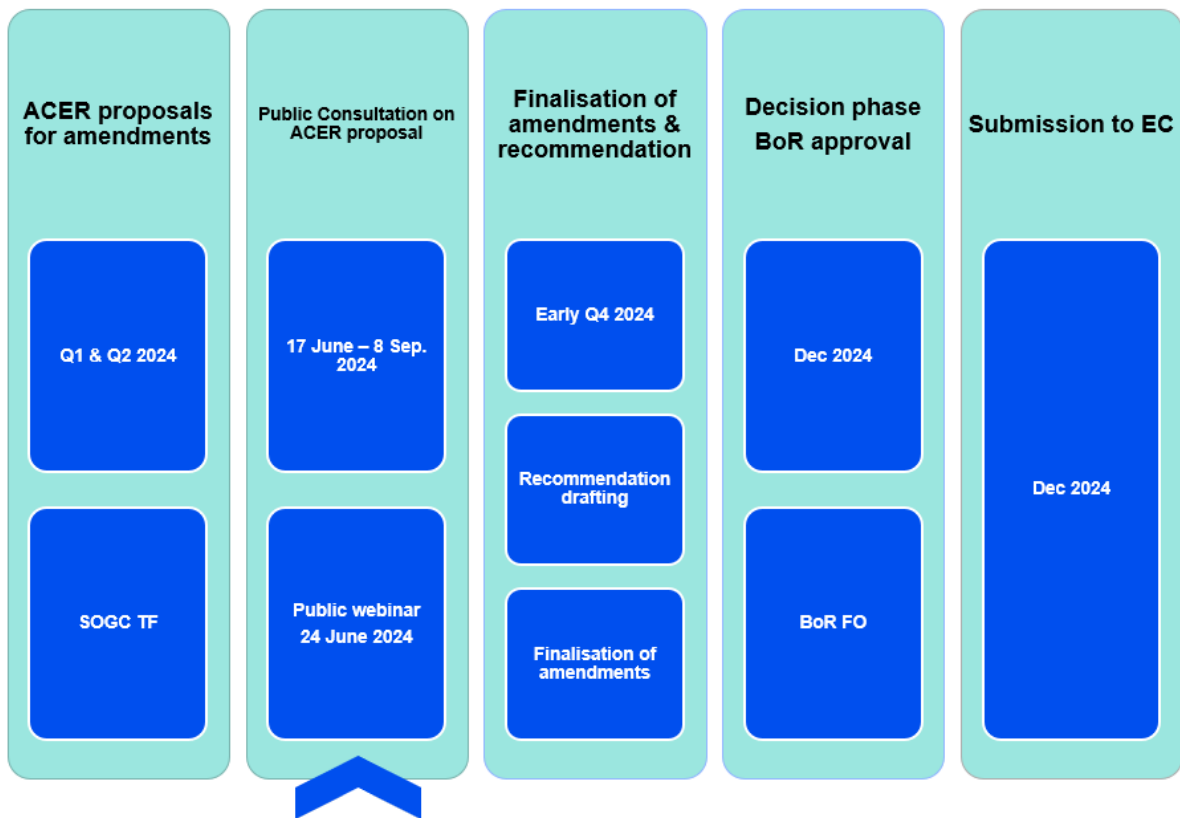 ACER proposals
for amendments
Q1 & Q2 2024
SOGC TF
Public Consultation on
ACER proposal
17 June – 8 Sep.
2024
Public webinar
24 June 2024
Finalisation of
amendments &
recommendation
Early Q4 2024
Recommendation
drafting
Finalisation of
amendments
Decision phase
BoR approval
Dec 2024
BoR FO
Submission to EC
Dec 2024